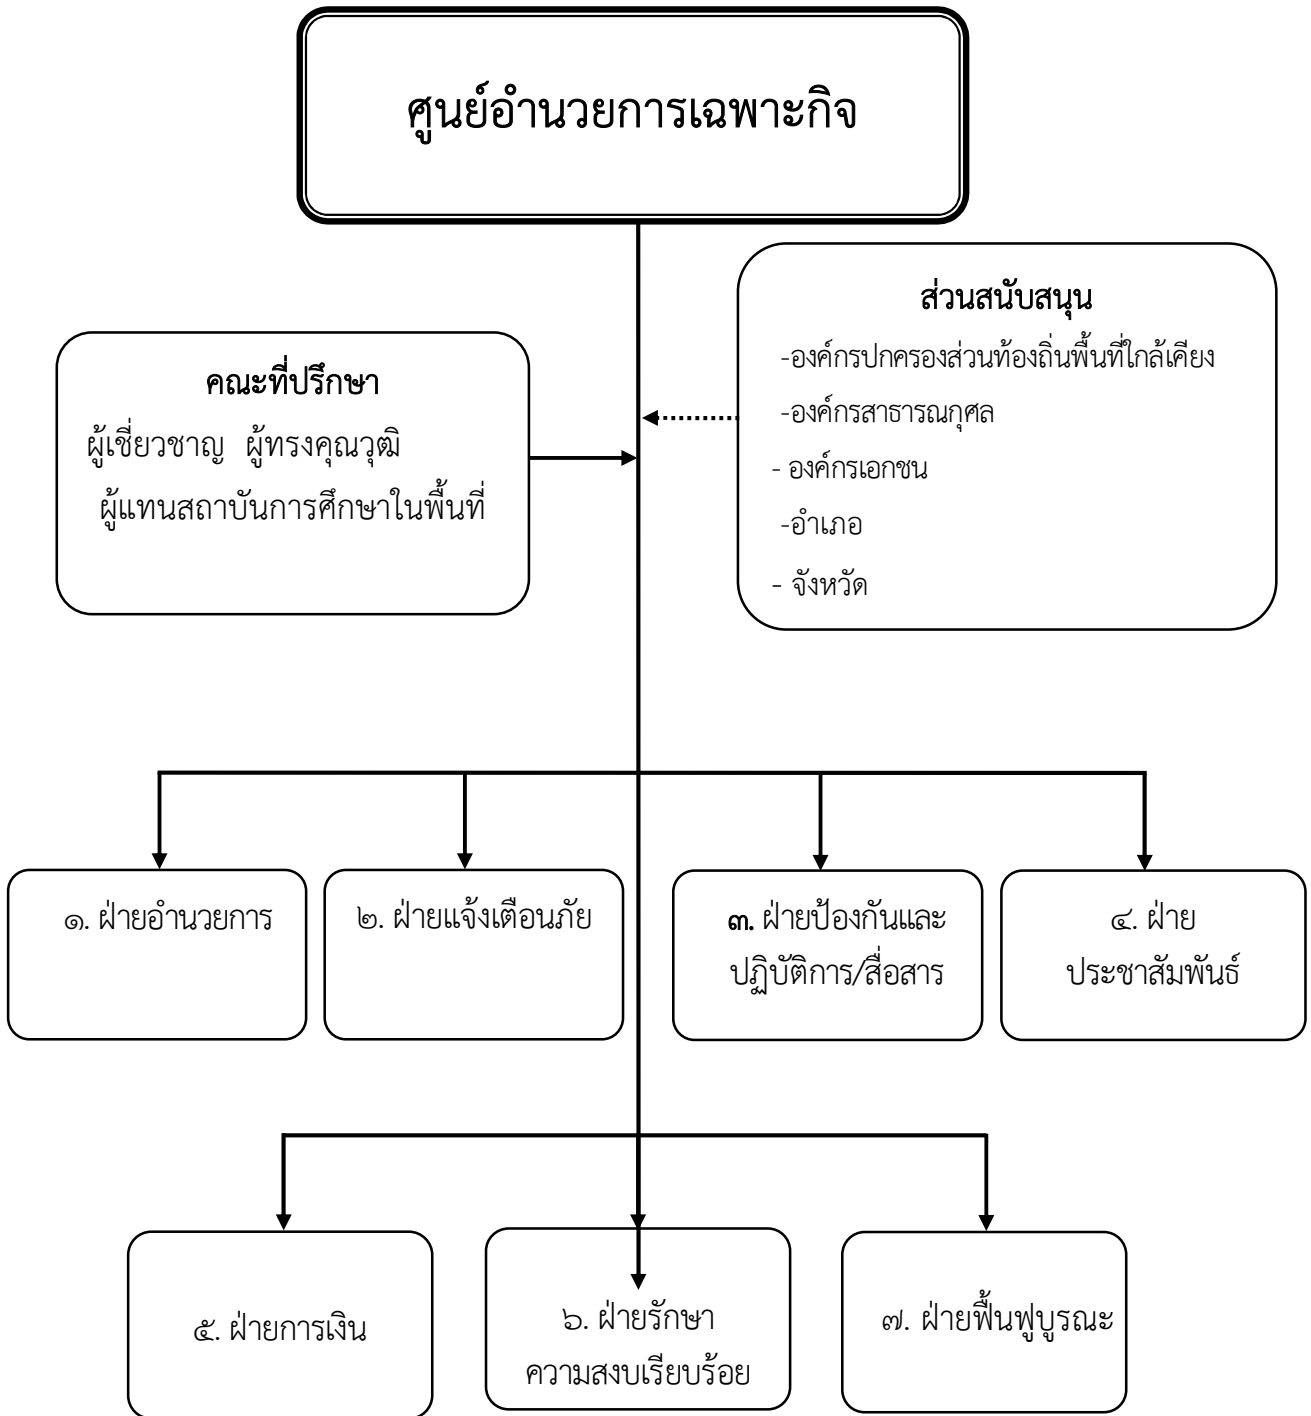 ศูนย์อำนวยการเฉพาะกิจ
คณะที่ปรึกษา
ผู้เชี่ยวชาญ ผู้ทรงคุณวุฒิ
ผู้แทนสถาบันการศึกษาในพื้นที่
ส่วนสนับสนุน
-องค์กรปกครองส่วนท้องถิ่นพื้นที่ใกล้เคียง
-องค์กรสาธารณกุศล
- องค์กรเอกชน
-อำเภอ
- จังหวัด
๑. ฝ่ายอำนวยการ
๒. ฝ่ายแจ้งเตือนภัย
๓. ฝ่ายป้องกันและ
ปฏิบัติการ/สื่อสาร
๔. ฝ่าย
ประชาสัมพันธ์
๕. ฝ่ายการเงิน
๖. ฝ่ายรักษา
ความสงบเรียบร้อย
๗. ฝ่ายฟื้นฟูบูรณะ